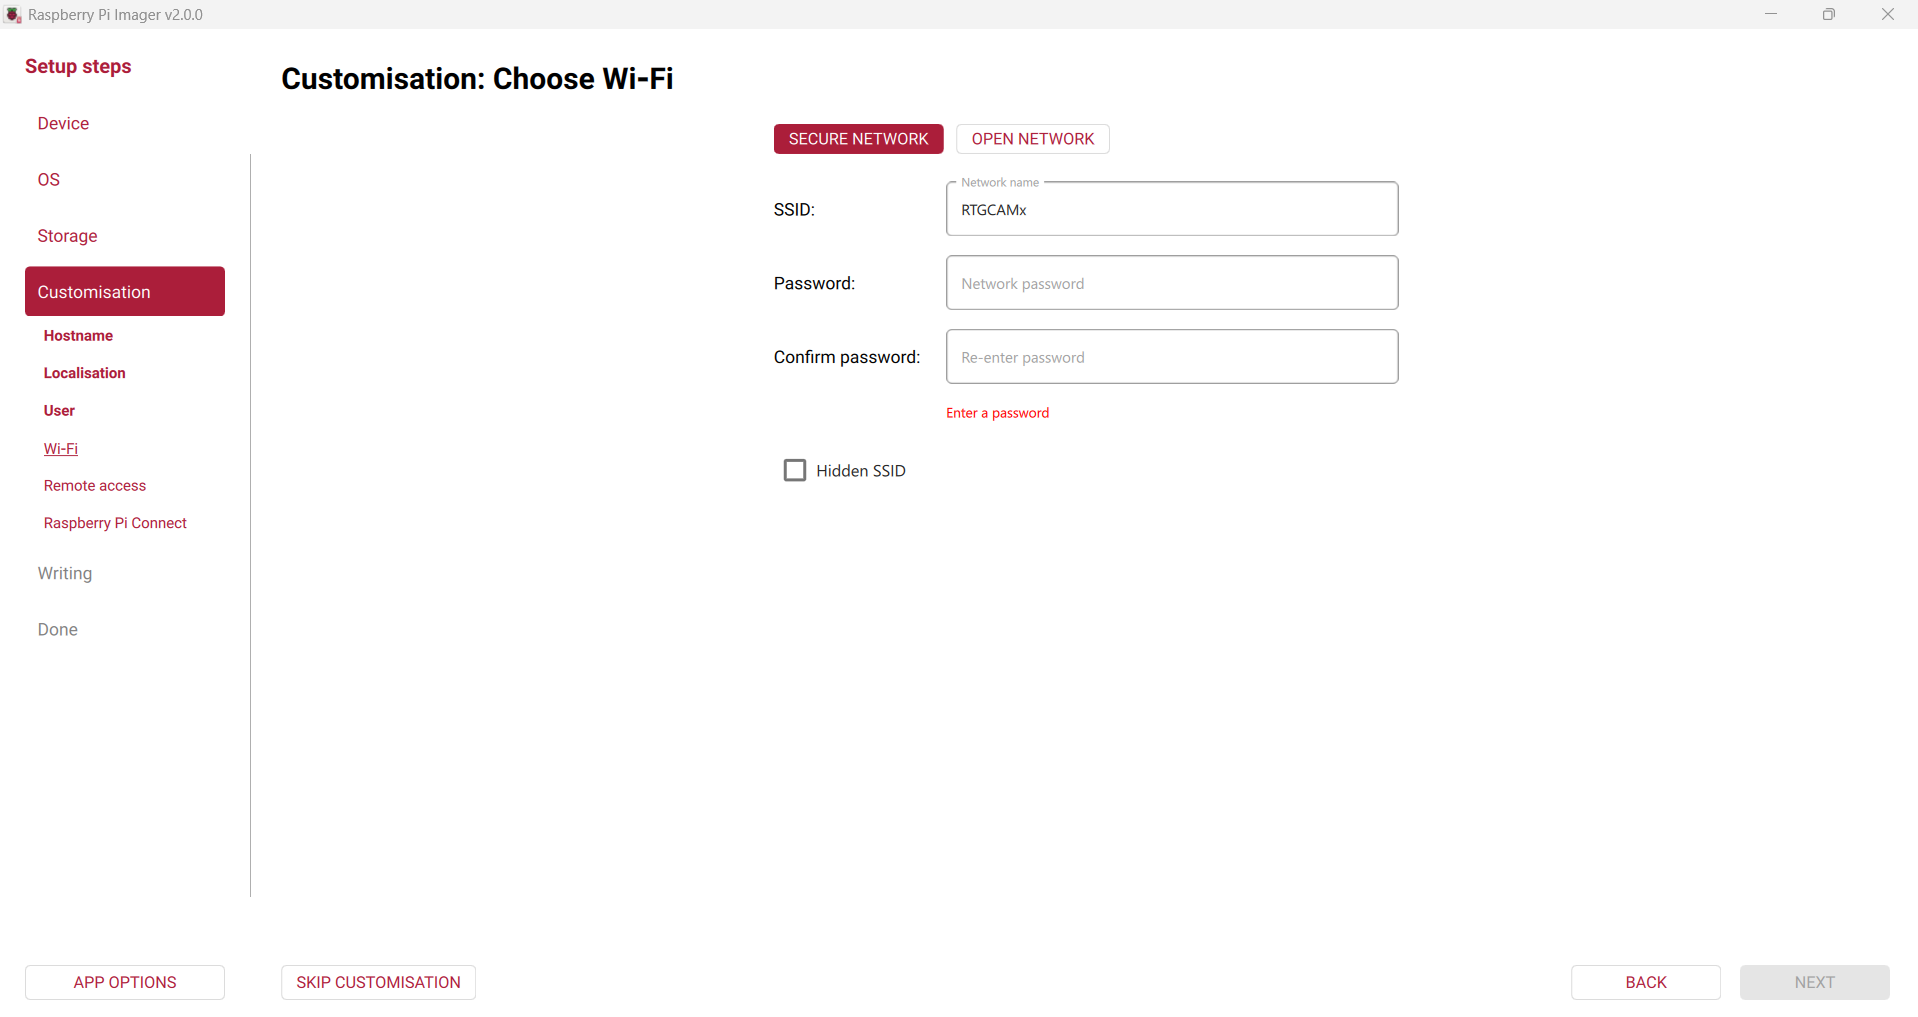 Raspberry Pi Imager v2.0.0
Setup steps
Device
OS
Storage
Customisation
Hostname
Localisation
User
Wi-Fi
Remote access
Raspberry Pi Connect
Writing
Done
APP OPTIONS
Customisation: Choose Wi-Fi
SECURE NETWORK OPEN NETWORK
Network name
SSID: RTGCAMx
Password: Network password
Confirm password: Re-enter password
Enter a password
Hidden SSID
SKIP CUSTOMISATION BACK NEXT